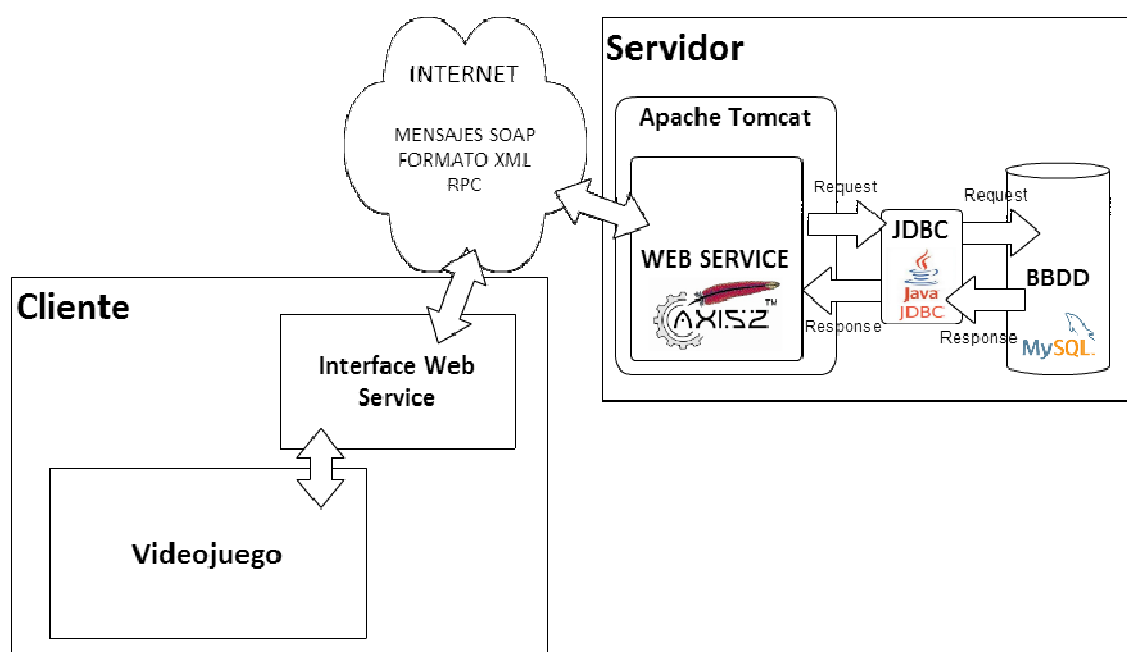 INTERNET
MENSAJES SOAP
FORMATO XML
RPC
Servidor
Apache Tomcat
WEB SERVICE
AXIS2
TM
Request
Response
JDBC
Java
JDBC
Request
Response
BBDD
MySQL
Cliente
Interface Web
Service
Videojuego